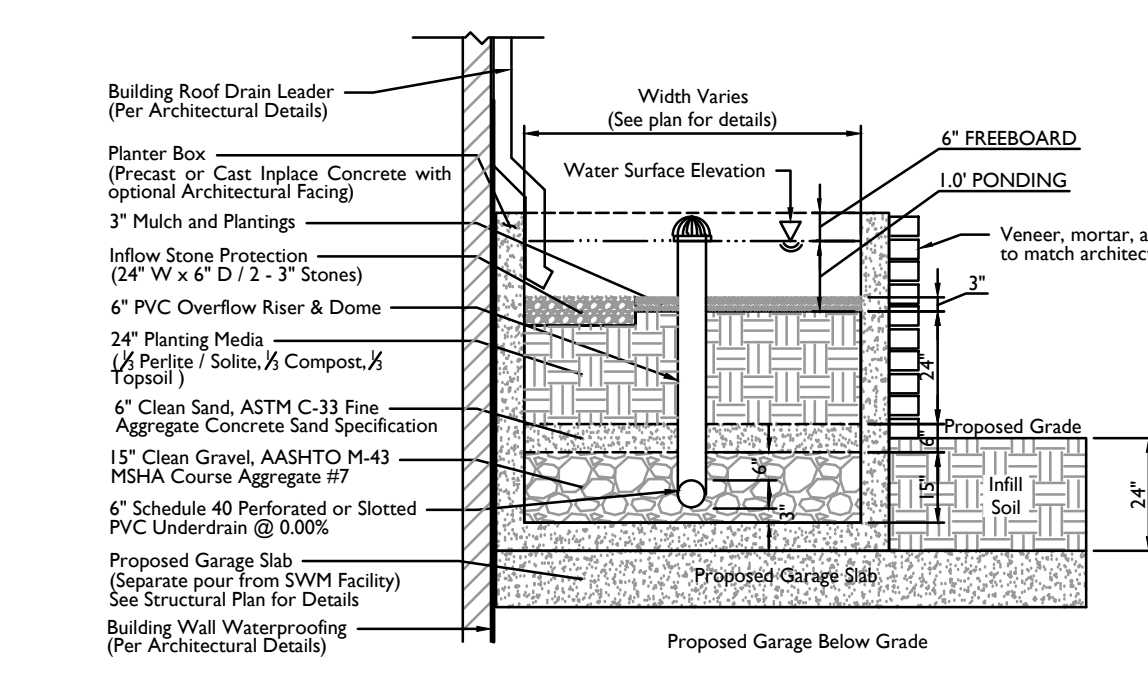 Building Roof Drain Leader
(Per Architectural Details)
Planter Box
(Precast or Cast Inplace Concrete with
optional Architectural Facing)
3" Mulch and Plantings
Inflow Stone Protection
(24" W x 6" D / 2 - 3" Stones)
6" PVC Overflow Riser & Dome
24" Planting Media
(⅓ Perlite / Solite, ⅓ Compost, ⅓
Topsoil )
6" Clean Sand, ASTM C-33 Fine
Aggregate Concrete Sand Specification
15" Clean Gravel, AASHTO M-43
MSHA Course Aggregate #7
6" Schedule 40 Perforated or Slotted
PVC Underdrain @ 0.00%
Proposed Garage Slab
(Separate pour from SWM Facility)
See Structural Plan for Details
Building Wall Waterproofing
(Per Architectural Details)
Width Varies
(See plan for details)
Water Surface Elevation
6" FREEBOARD
1.0' PONDING
Veneer, mortar, a
to match architec
3"
24"
6"
15"
6"
3"
Proposed Grade
Infill
Soil
24"
Proposed Garage Slab
Proposed Garage Below Grade